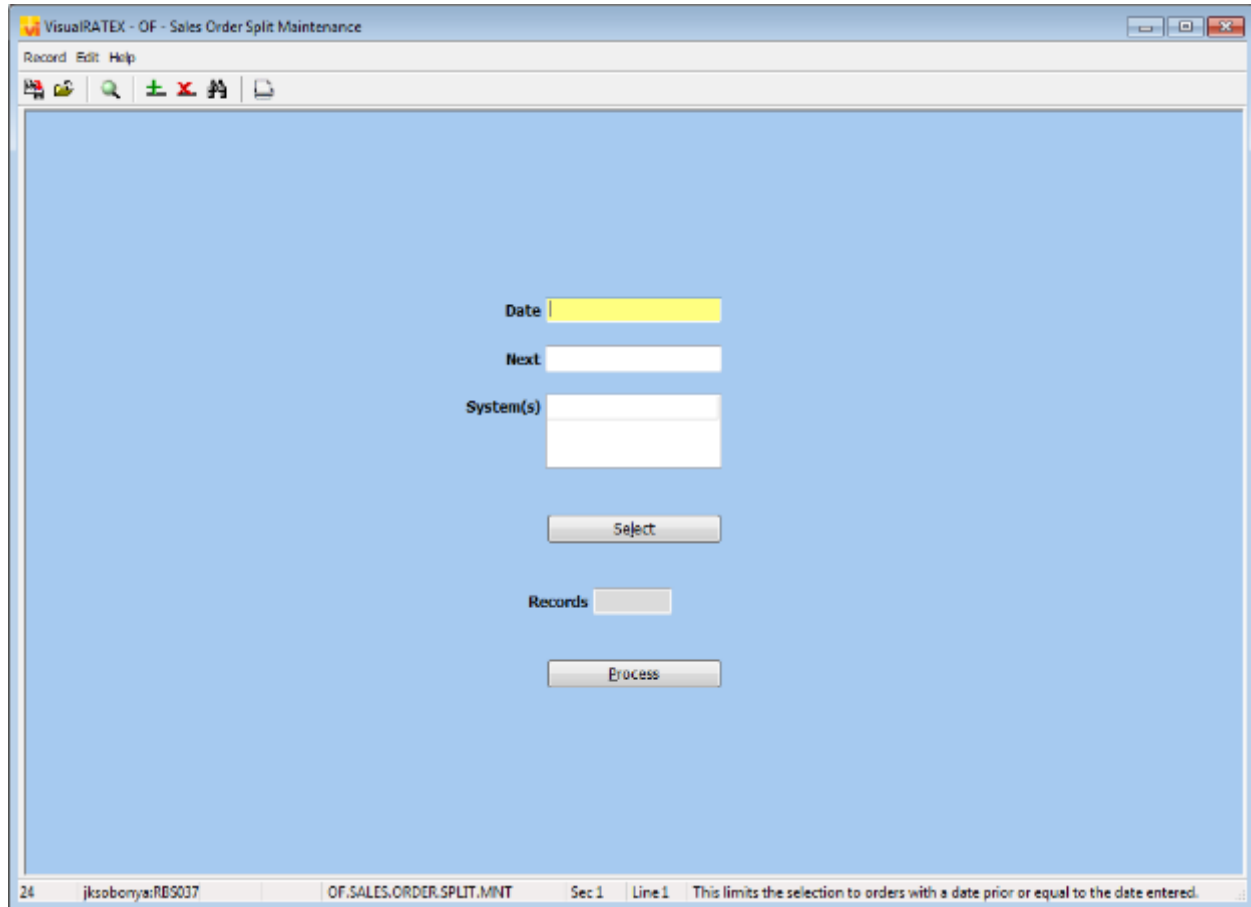 VisualRATEX - OF - Sales Order Split Maintenance
Record Edit Help
Date
Next
System(s)
Select
Records
Process
24 jksobonya:RBS037 OF.SALES.ORDER.SPLIT.MNT Sec 1 Line 1 This limits the selection to orders with a date prior or equal to the date entered.